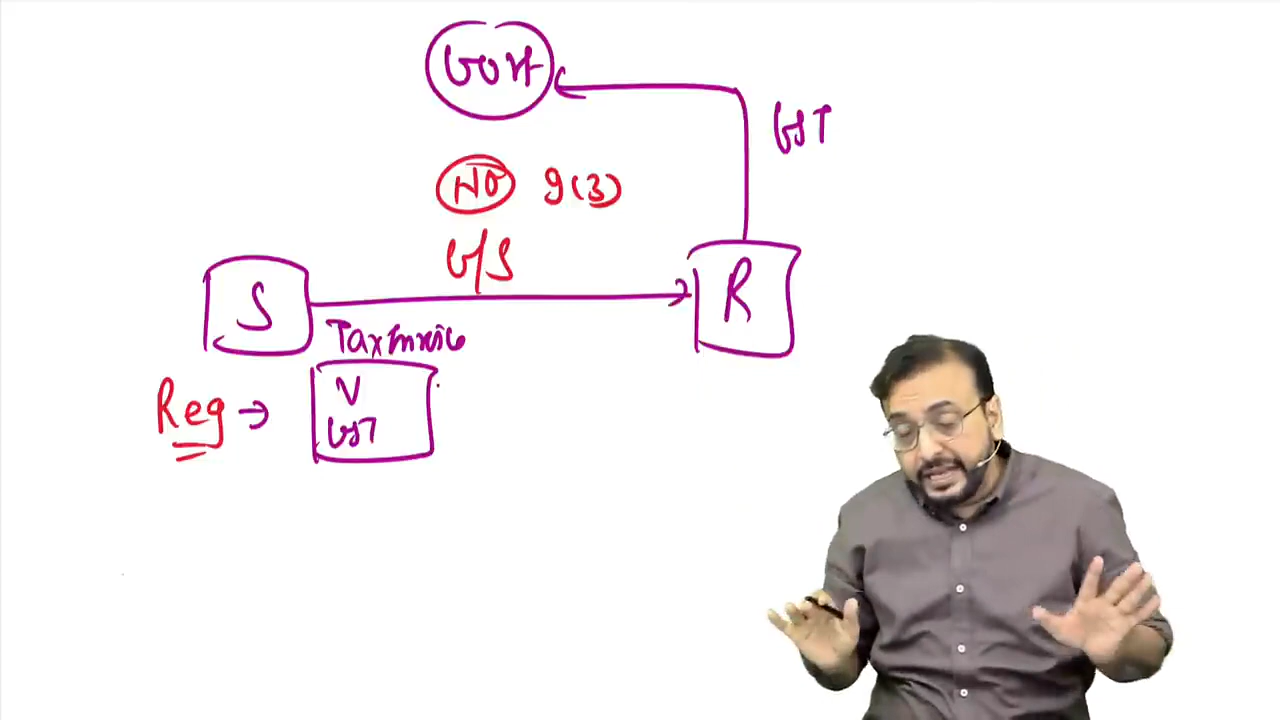 Govt
GST
NO 9(3)
G/S
S
R
Tax Invoice
Reg →
V
GST